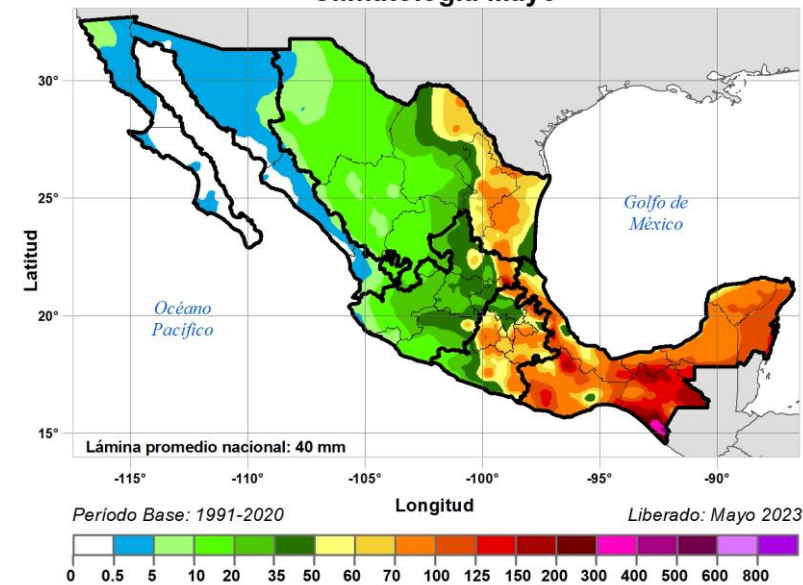 30°
25°
20°
15°
Latitud
Golfo de
México
Océano
Pacífico
Lámina promedio nacional: 40 mm
-115° -110° -105° -100° -95° -90°
Longitud
Período Base: 1991-2020 Liberado: Mayo 2023
0 0.5 5 10 20 35 50 60 70 100 125 150 200 300 400 500 600 800